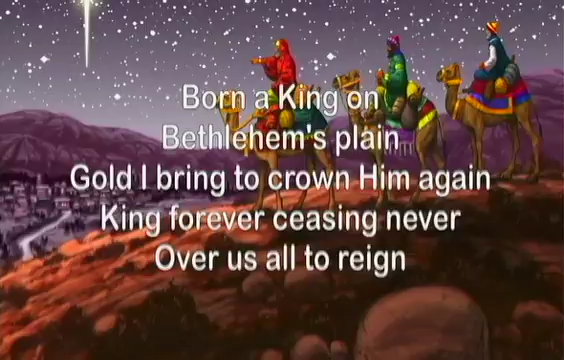 Born a King on
Bethlehem's plain
Gold I bring to crown Him again
King forever ceasing never
Over us all to reign